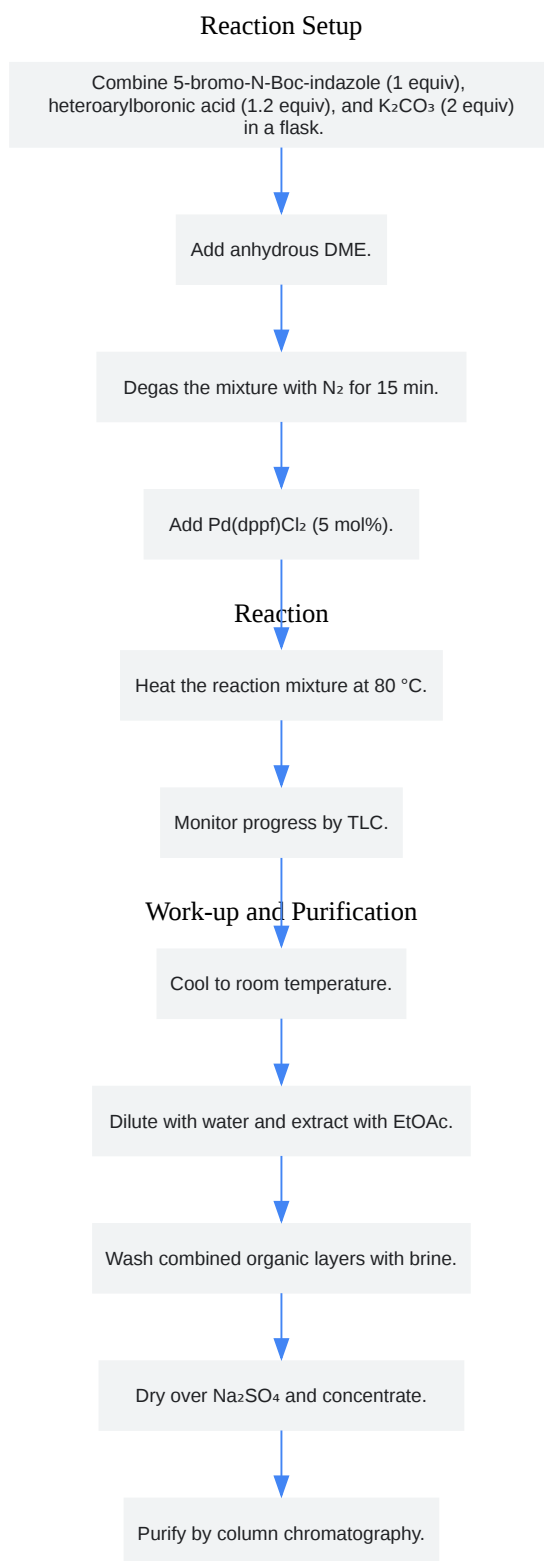 Reaction Setup
Combine 5-bromo-N-Boc-indazole (1 equiv),
heteroarylboronic acid (1.2 equiv), and K₂CO₃ (2 equiv)
in a flask.
Add anhydrous DME.
Degas the mixture with N₂ for 15 min.
Add Pd(dppf)Cl₂ (5 mol%).
Reaction
Heat the reaction mixture at 80 °C.
Monitor progress by TLC.
Work-up and Purification
Cool to room temperature.
Dilute with water and extract with EtOAc.
Wash combined organic layers with brine.
Dry over Na₂SO₄ and concentrate.
Purify by column chromatography.